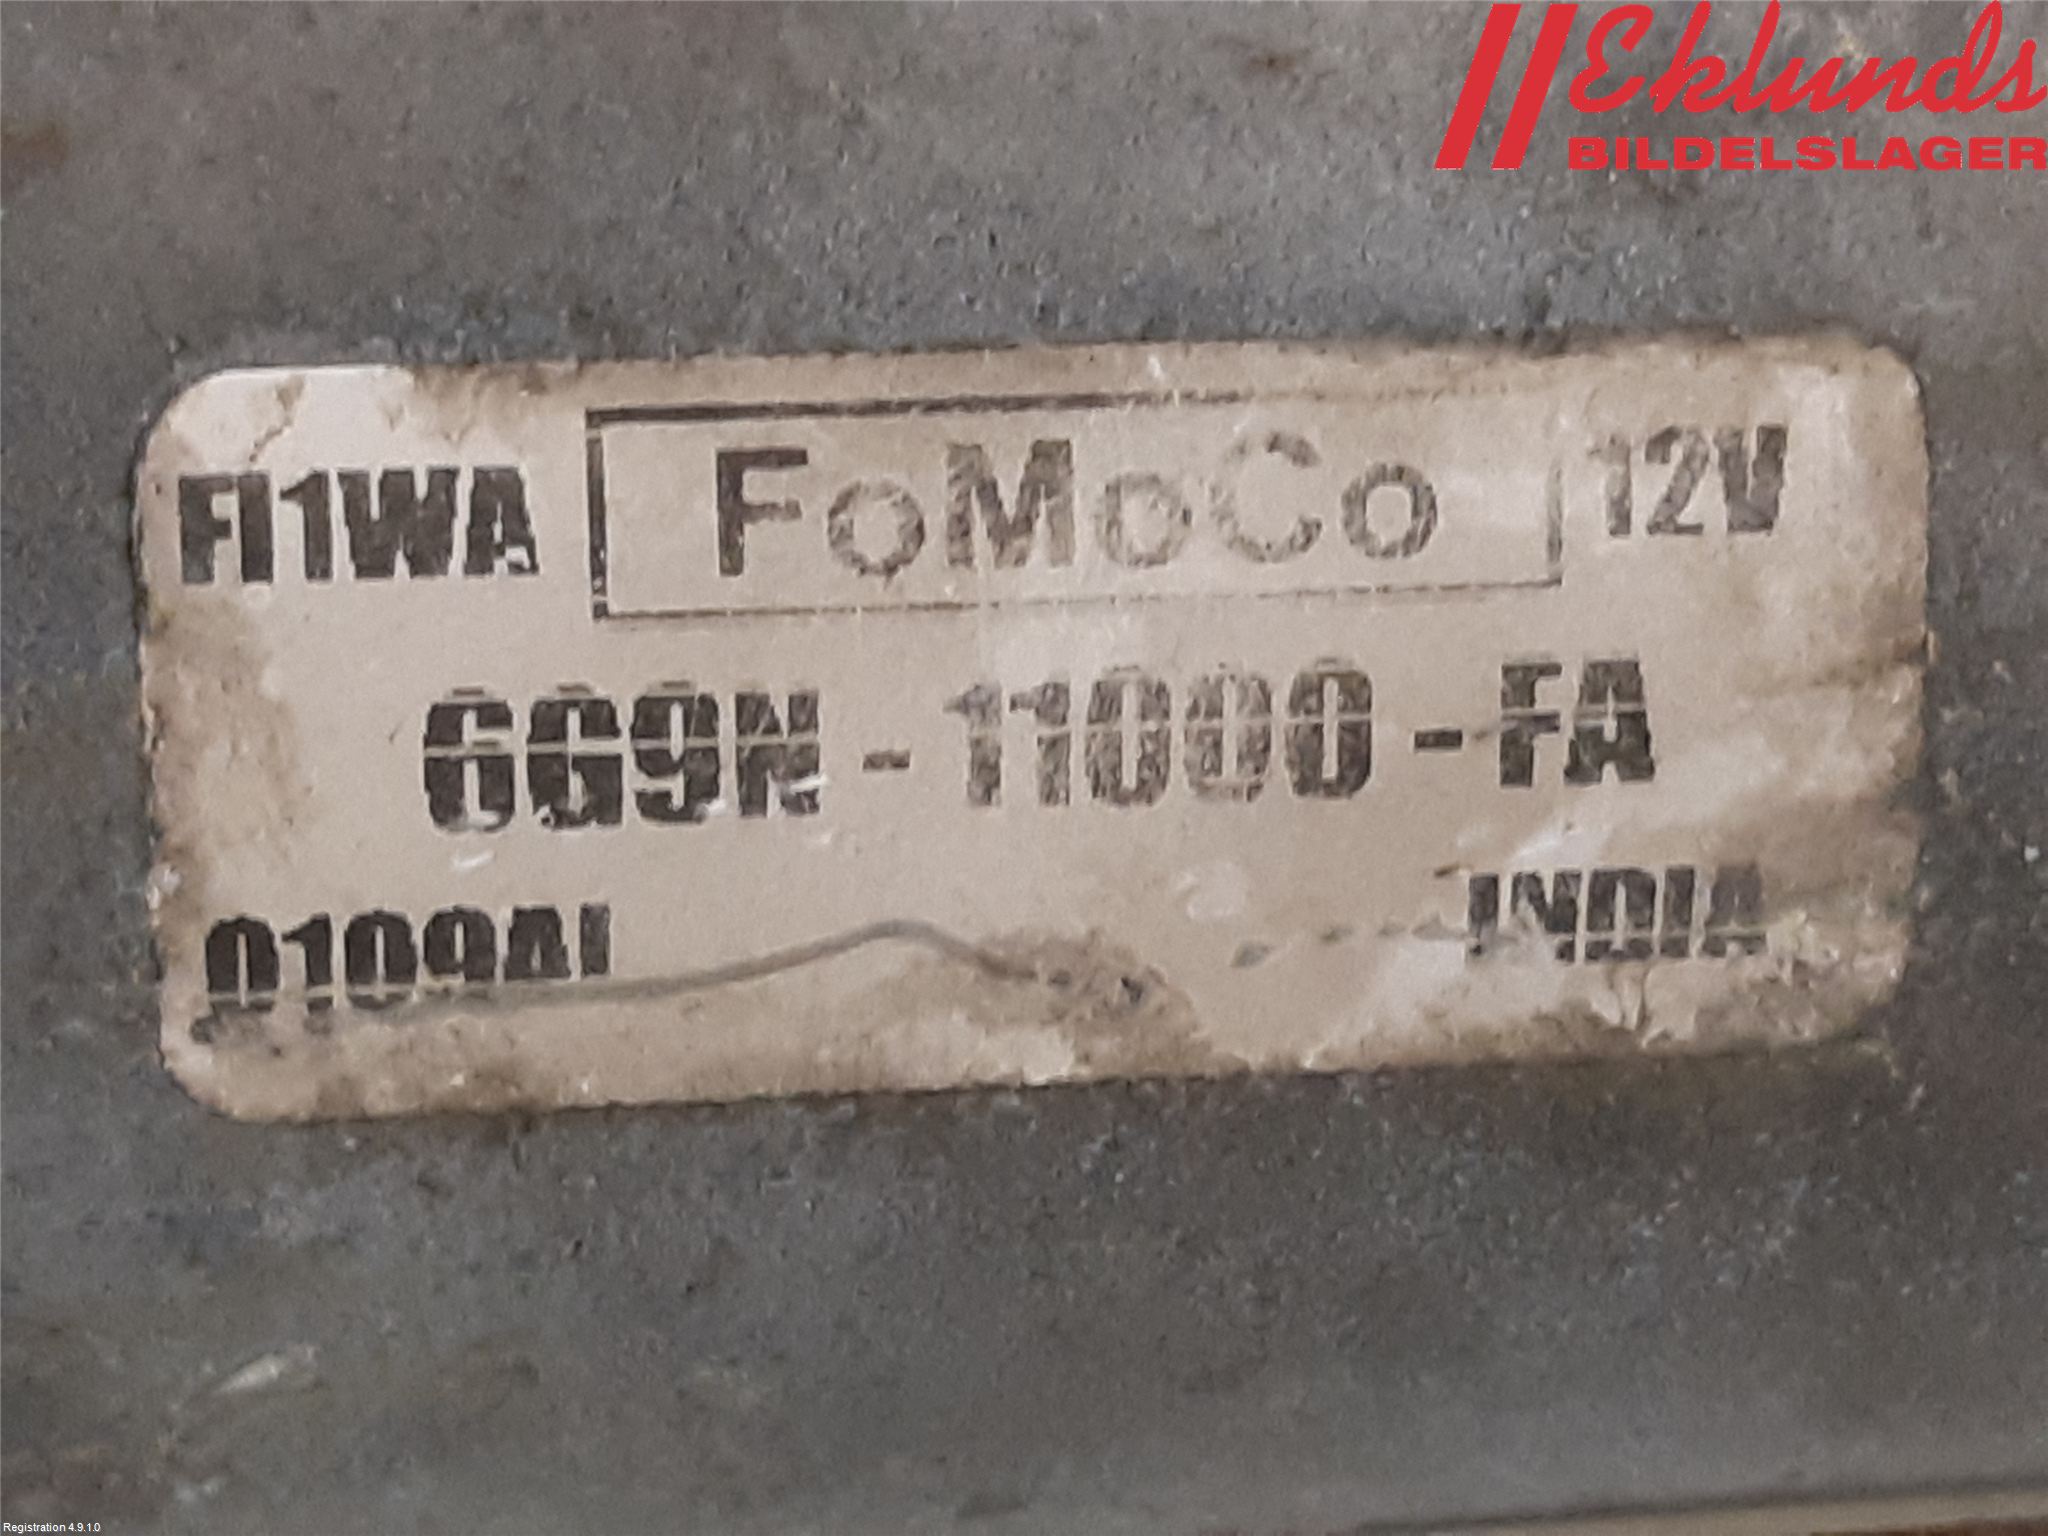 Eklunds
BILDELSLAGER
FI1WA FoMoCo 12V
6G9N-11000-FA
0109AI INDIA
Registration 4.9.1.0